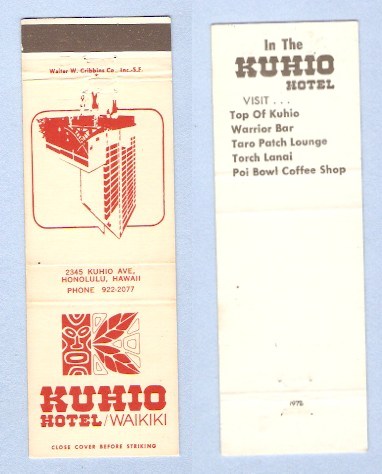 Walter W. Cribbins Co., Inc.-S.F.
2345 KUHIO AVE,
HONOLULU, HAWAII
PHONE 922-2077
KUHIO
HOTEL/WAIKIKI
CLOSE COVER BEFORE STRIKING
In The
KUHIO
HOTEL
VISIT . . .
Top Of Kuhio
Warrior Bar
Taro Patch Lounge
Torch Lanai
Poi Bowl Coffee Shop
1972